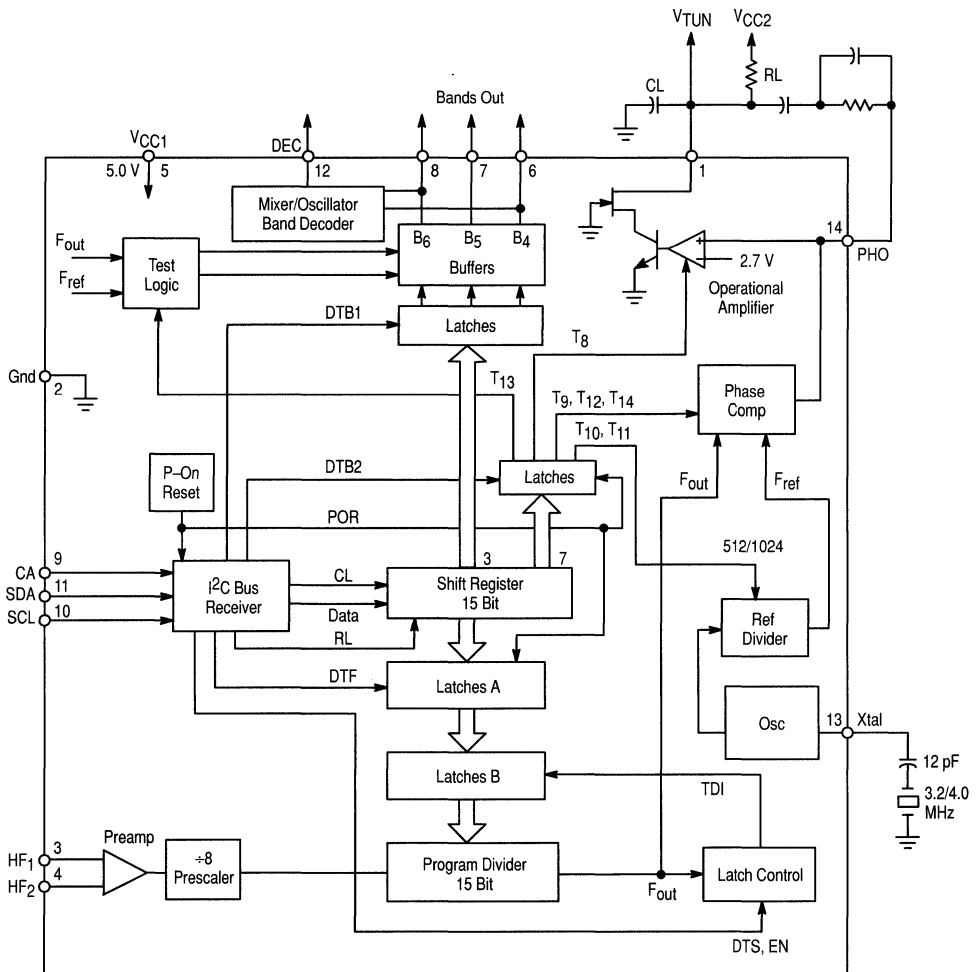 VTUN
VCC2
RL
CL
Bands Out
VCC1
5.0 V
5
DEC
12
8
7
6
1
Mixer/Oscillator
Band Decoder
B6 B5 B4
Buffers
Fout
Fref
Test
Logic
14
PHO
2.7 V
Operational
Amplifier
DTB1
Latches
T8
Gnd
2
T13
T9, T12, T14
T10, T11
Phase
Comp
P–On
Reset
DTB2
Latches
Fout
Fref
POR
512/1024
CA
9
SDA
11
SCL
10
I2C Bus
Receiver
CL
Data
RL
3
7
Shift Register
15 Bit
Ref
Divider
DTF
Latches A
Osc
13
Xtal
12 pF
3.2/4.0
MHz
Latches B
TDI
Preamp
HF1
3
HF2
4
÷8
Prescaler
Program Divider
15 Bit
Fout
Latch Control
DTS, EN